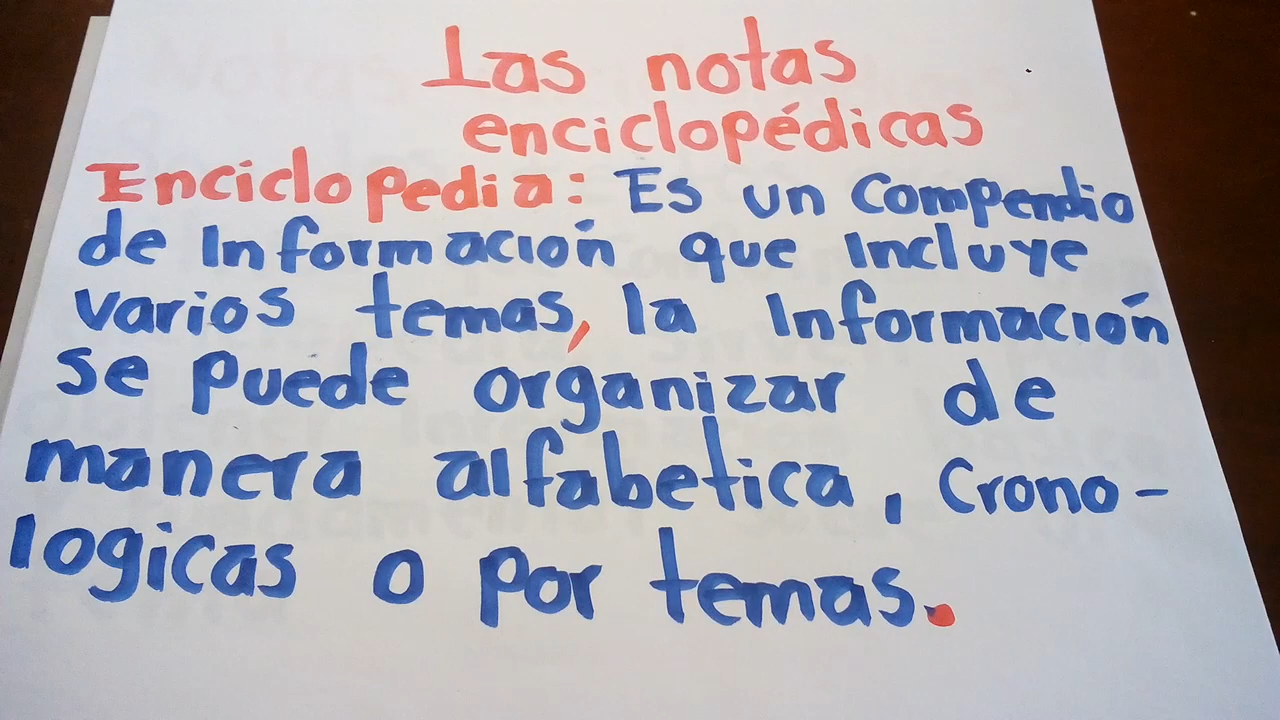 Las notas
enciclopédicas
Enciclopedia: Es un Compendio
de Información que Incluye
varios temas, la Información
se puede organizar de
manera alfabetica, Crono-
logicas o por temas.